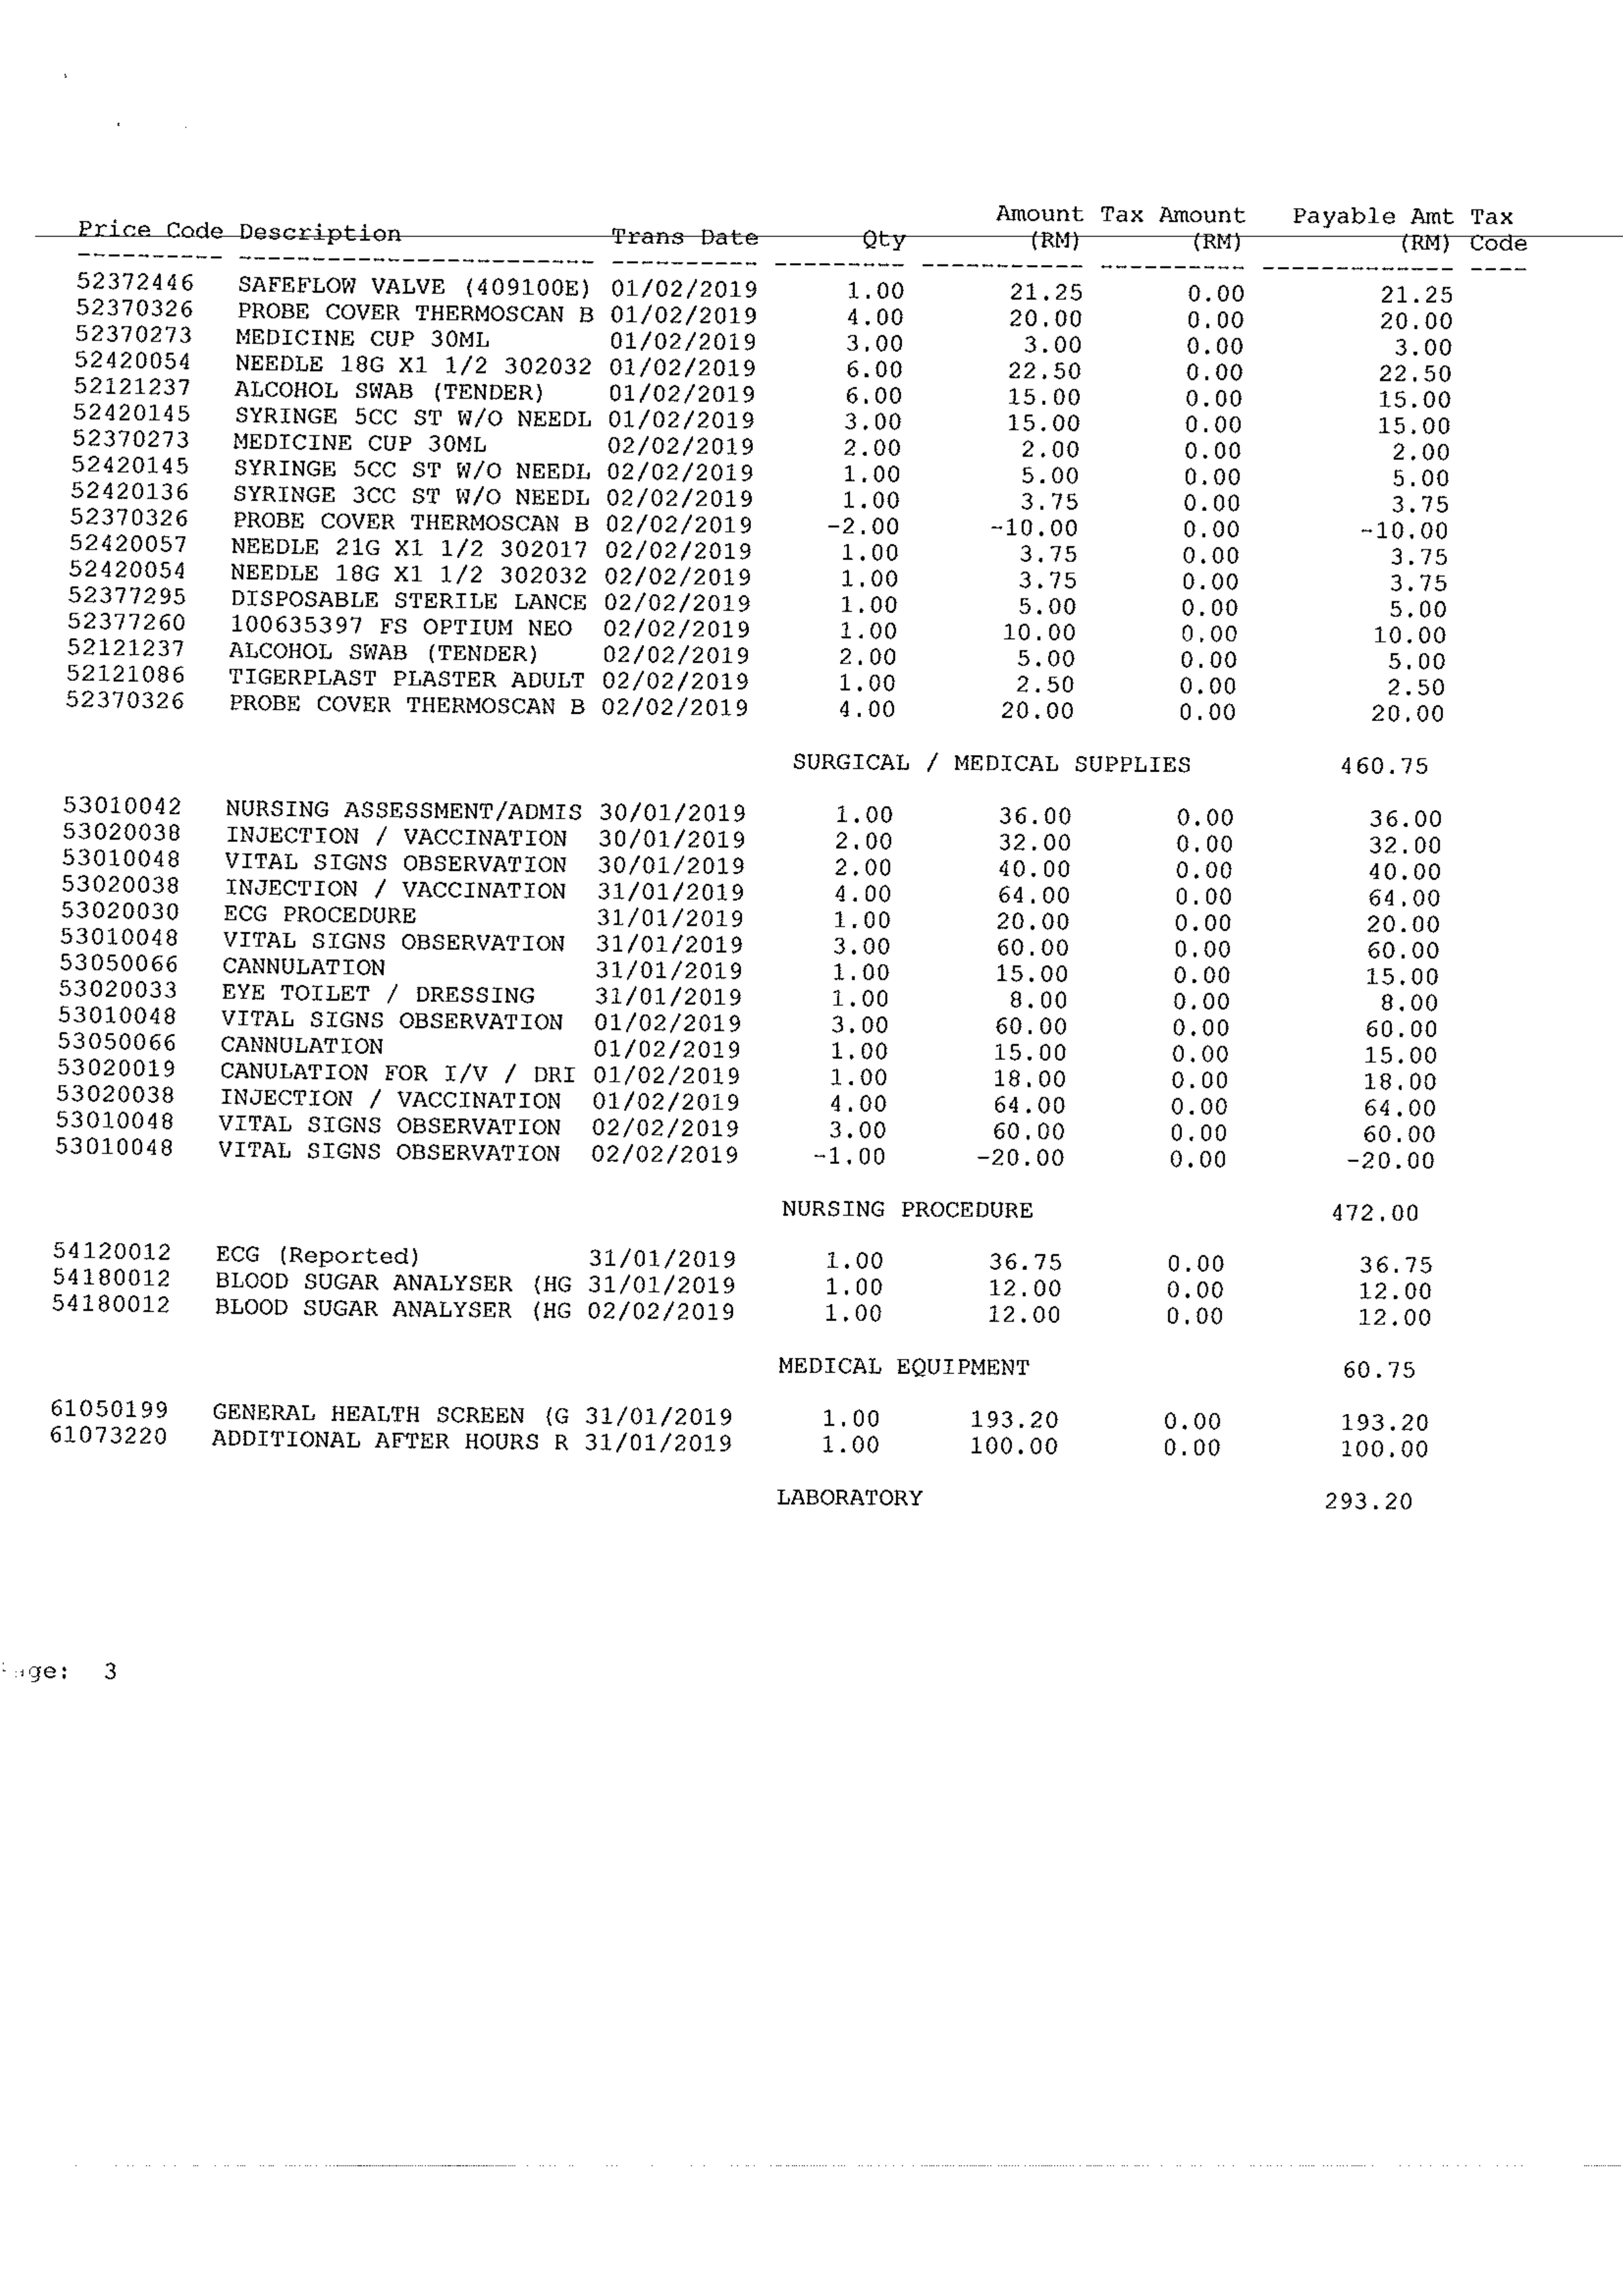 Price Code Description Trans Date Qty Amount (RM) Tax Amount (RM) Payable Amt (RM) Tax Code
---------- ------------------------ ---------- --------- ----------- ---------- ------------- ----
52372446 SAFEFLOW VALVE (409100E) 01/02/2019 1.00 21.25 0.00 21.25
52370326 PROBE COVER THERMOSCAN B 01/02/2019 4.00 20.00 0.00 20.00
52370273 MEDICINE CUP 30ML 01/02/2019 3.00 3.00 0.00 3.00
52420054 NEEDLE 18G X1 1/2 302032 01/02/2019 6.00 22.50 0.00 22.50
52121237 ALCOHOL SWAB (TENDER) 01/02/2019 6.00 15.00 0.00 15.00
52420145 SYRINGE 5CC ST W/O NEEDL 01/02/2019 3.00 15.00 0.00 15.00
52370273 MEDICINE CUP 30ML 02/02/2019 2.00 2.00 0.00 2.00
52420145 SYRINGE 5CC ST W/O NEEDL 02/02/2019 1.00 5.00 0.00 5.00
52420136 SYRINGE 3CC ST W/O NEEDL 02/02/2019 1.00 3.75 0.00 3.75
52370326 PROBE COVER THERMOSCAN B 02/02/2019 -2.00 -10.00 0.00 -10.00
52420057 NEEDLE 21G X1 1/2 302017 02/02/2019 1.00 3.75 0.00 3.75
52420054 NEEDLE 18G X1 1/2 302032 02/02/2019 1.00 3.75 0.00 3.75
52377295 DISPOSABLE STERILE LANCE 02/02/2019 1.00 5.00 0.00 5.00
52377260 100635397 FS OPTIUM NEO 02/02/2019 1.00 10.00 0.00 10.00
52121237 ALCOHOL SWAB (TENDER) 02/02/2019 2.00 5.00 0.00 5.00
52121086 TIGERPLAST PLASTER ADULT 02/02/2019 1.00 2.50 0.00 2.50
52370326 PROBE COVER THERMOSCAN B 02/02/2019 4.00 20.00 0.00 20.00
SURGICAL / MEDICAL SUPPLIES 460.75
53010042 NURSING ASSESSMENT/ADMIS 30/01/2019 1.00 36.00 0.00 36.00
53020038 INJECTION / VACCINATION 30/01/2019 2.00 32.00 0.00 32.00
53010048 VITAL SIGNS OBSERVATION 30/01/2019 2.00 40.00 0.00 40.00
53020038 INJECTION / VACCINATION 31/01/2019 4.00 64.00 0.00 64.00
53020030 ECG PROCEDURE 31/01/2019 1.00 20.00 0.00 20.00
53010048 VITAL SIGNS OBSERVATION 31/01/2019 3.00 60.00 0.00 60.00
53050066 CANNULATION 31/01/2019 1.00 15.00 0.00 15.00
53020033 EYE TOILET / DRESSING 31/01/2019 1.00 8.00 0.00 8.00
53010048 VITAL SIGNS OBSERVATION 01/02/2019 3.00 60.00 0.00 60.00
53050066 CANNULATION 01/02/2019 1.00 15.00 0.00 15.00
53020019 CANULATION FOR I/V / DRI 01/02/2019 1.00 18.00 0.00 18.00
53020038 INJECTION / VACCINATION 01/02/2019 4.00 64.00 0.00 64.00
53010048 VITAL SIGNS OBSERVATION 02/02/2019 3.00 60.00 0.00 60.00
53010048 VITAL SIGNS OBSERVATION 02/02/2019 -1.00 -20.00 0.00 -20.00
NURSING PROCEDURE 472.00
54120012 ECG (Reported) 31/01/2019 1.00 36.75 0.00 36.75
54180012 BLOOD SUGAR ANALYSER (HG 31/01/2019 1.00 12.00 0.00 12.00
54180012 BLOOD SUGAR ANALYSER (HG 02/02/2019 1.00 12.00 0.00 12.00
MEDICAL EQUIPMENT 60.75
61050199 GENERAL HEALTH SCREEN (G 31/01/2019 1.00 193.20 0.00 193.20
61073220 ADDITIONAL AFTER HOURS R 31/01/2019 1.00 100.00 0.00 100.00
LABORATORY 293.20
3